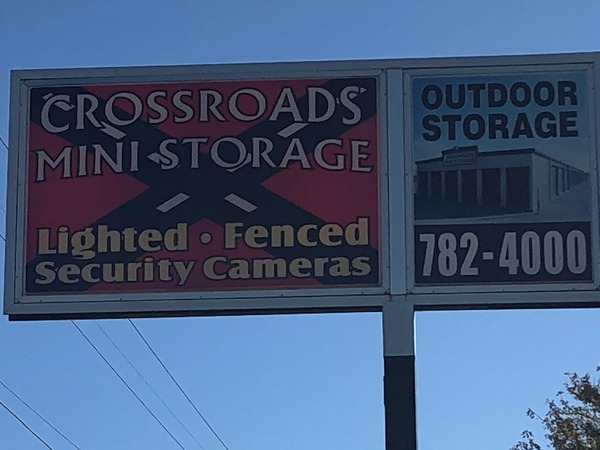 CROSSROADS
MINI STORAGE
Lighted • Fenced
Security Cameras
OUTDOOR
STORAGE
782-4000